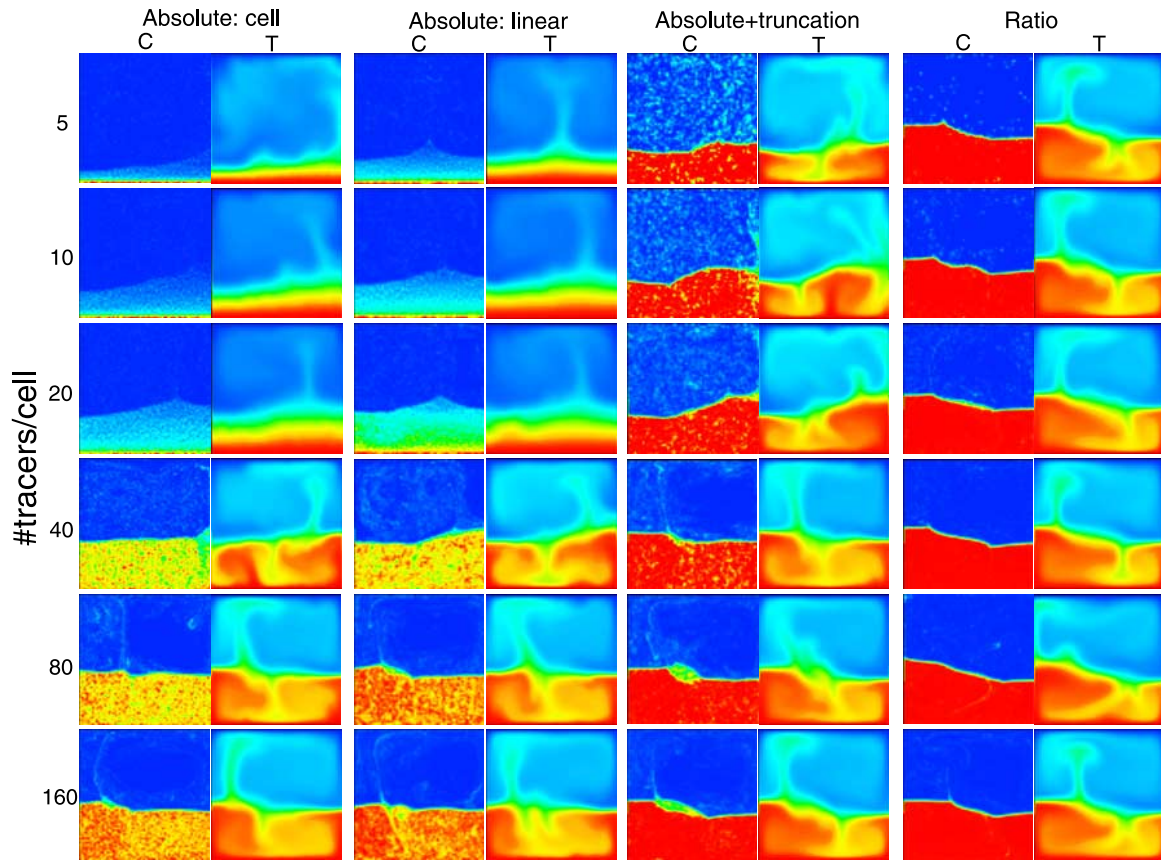 Absolute: cell Absolute: linear Absolute+truncation Ratio
C T C T C T C T
5
10
20
#tracers/cell
40
80
160